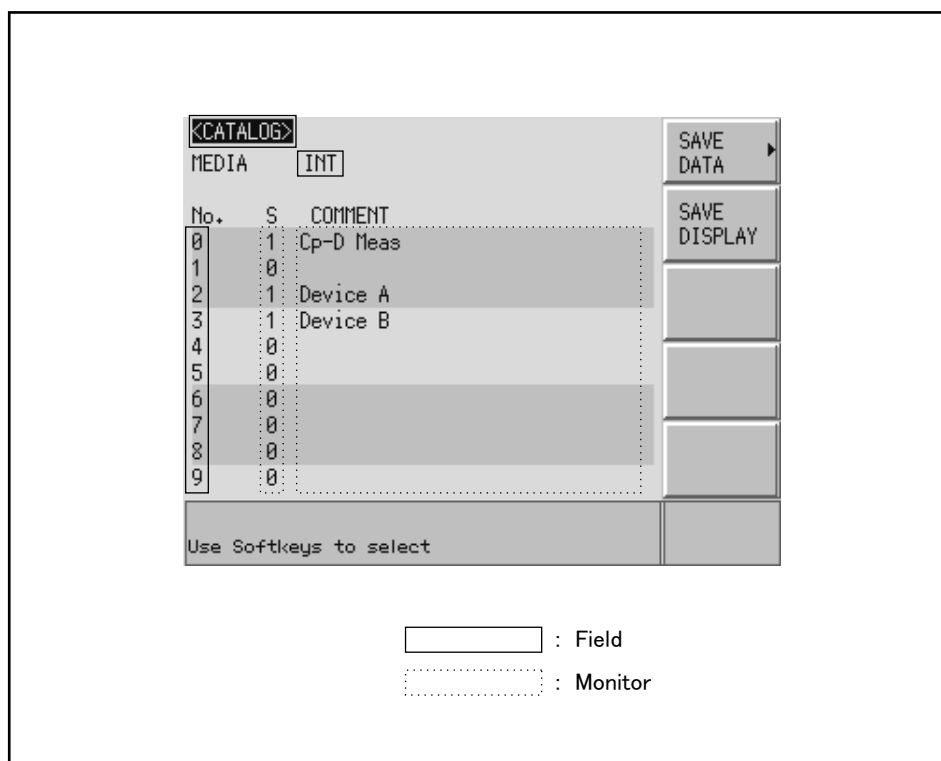 <CATALOG>
MEDIA INT
No. S COMMENT
0 1 Cp-D Meas
1 0
2 1 Device A
3 1 Device B
4 0
5 0
6 0
7 0
8 0
9 0
Use Softkeys to select
SAVE
DATA
SAVE
DISPLAY
: Field
: Monitor